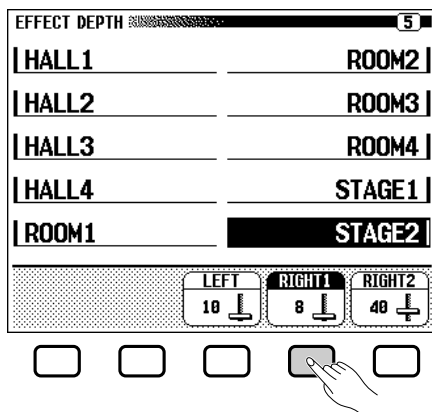 EFFECT DEPTH 5
HALL1 ROOM2
HALL2 ROOM3
HALL3 ROOM4
HALL4 STAGE1
ROOM1 STAGE2
LEFT RIGHT1 RIGHT2
10 8 40